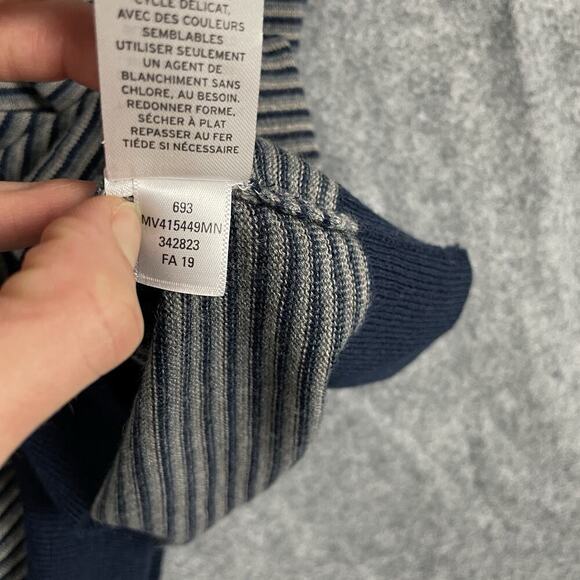 CYCLE DÉLICAT,
AVEC DES COULEURS
SEMBLABLES
UTILISER SEULEMENT
UN AGENT DE
BLANCHIMENT SANS
CHLORE, AU BESOIN.
REDONNER FORME,
SÉCHER À PLAT
REPASSER AU FER
TIÉDE SI NÉCESSAIRE
693
MV415449MN
342823
FA 19